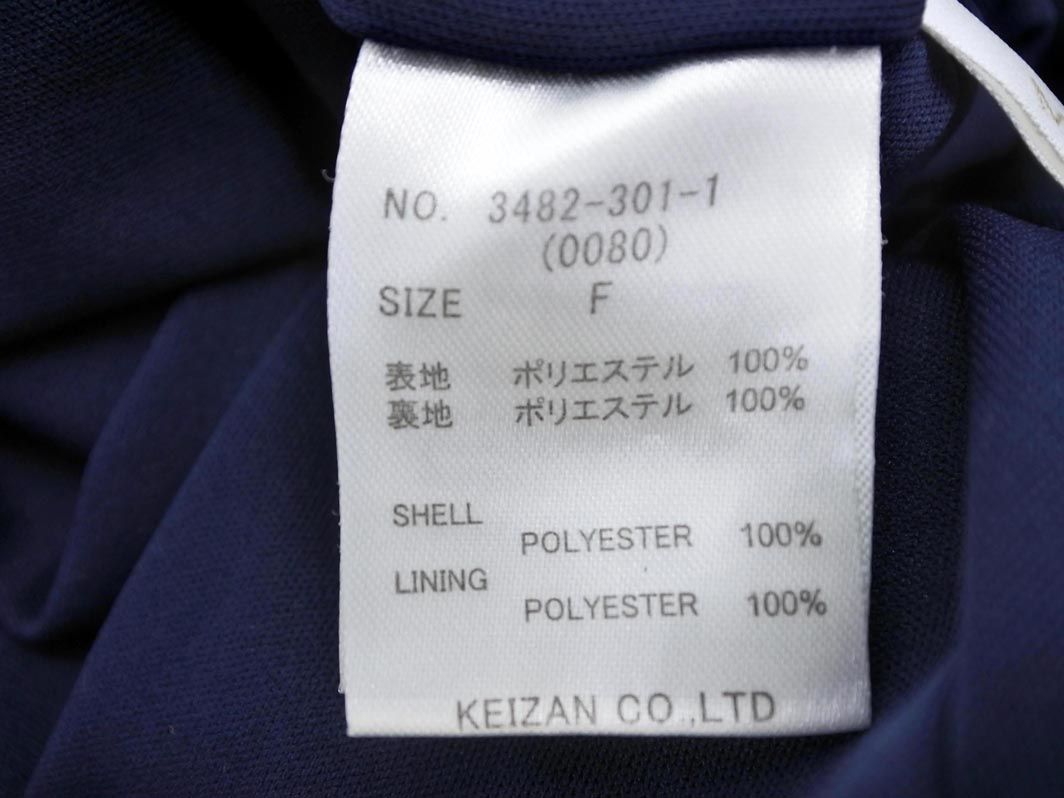 NO. 3482-301-1
(0080)
SIZE F
表地 ポリエステル 100%
裏地 ポリエステル 100%
SHELL
POLYESTER 100%
LINING
POLYESTER 100%
KEIZAN CO.,LTD